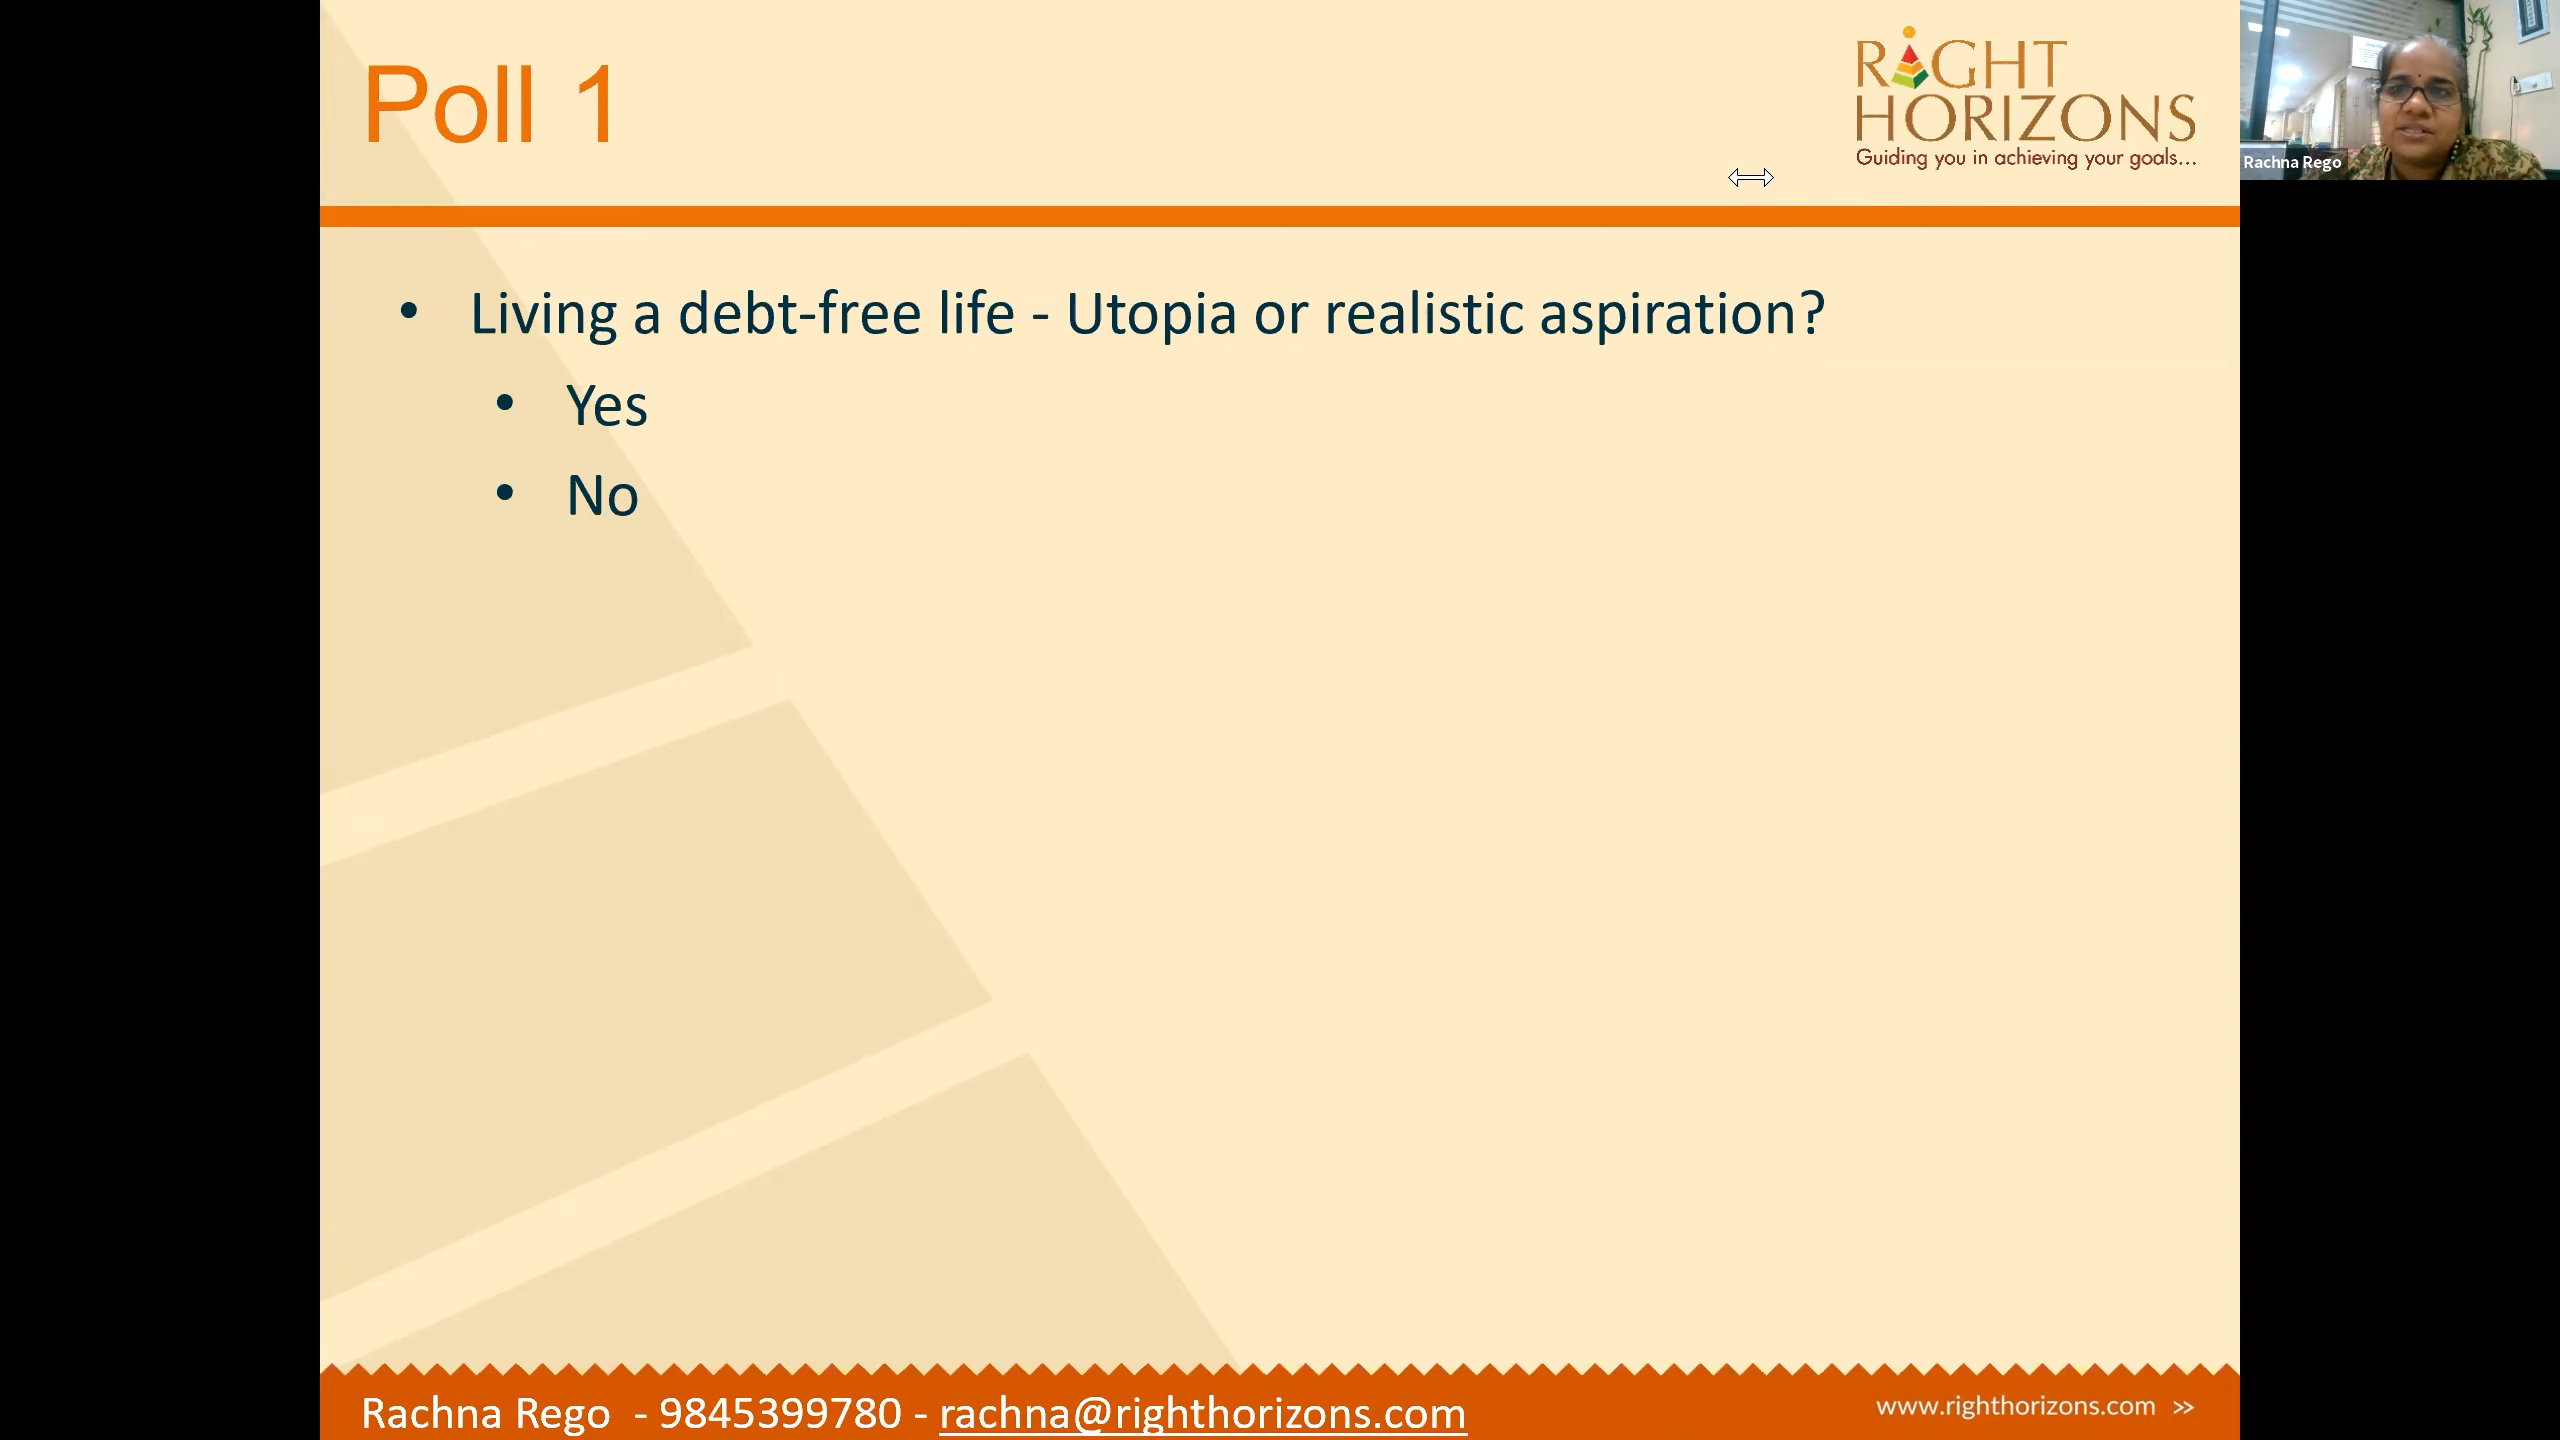 Poll 1
RIGHT
HORIZONS
Guiding you in achieving your goals...
Rachna Rego
• Living a debt-free life - Utopia or realistic aspiration?
• Yes
• No
Rachna Rego - 9845399780 - rachna@righthorizons.com
www.righthorizons.com >>